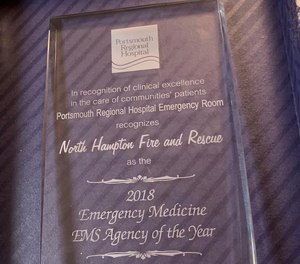 Portsmouth
Regional
Hospital
In recognition of clinical excellence
in the care of communities' patients
Portsmouth Regional Hospital Emergency Room
recognizes
North Hampton Fire and Rescue
as the
2018
Emergency Medicine
EMS Agency of the Year